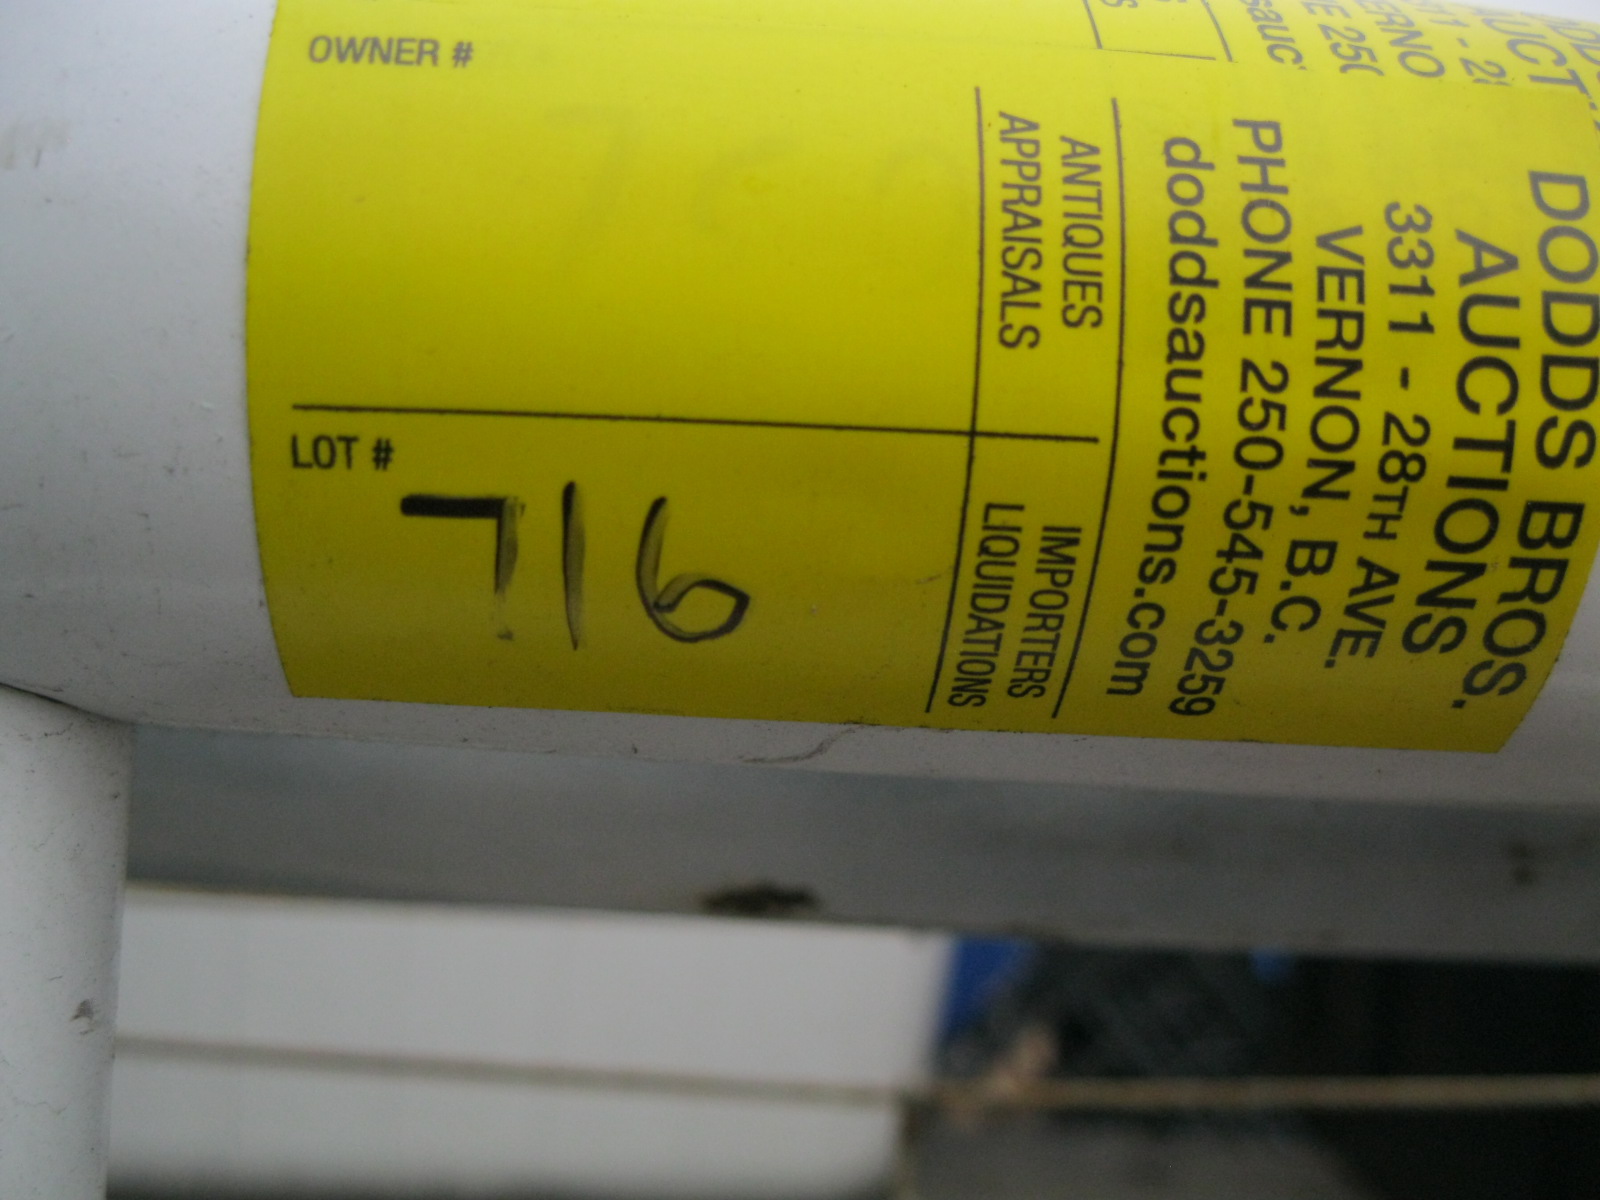 DODDS BROS.
AUCTIONS
3311 - 28TH AVE.
VERNON, B.C.
PHONE 250-545-3259
doddsauctions.com
ANTIQUES
APPRAISALS
IMPORTERS
LIQUIDATIONS
OWNER #
LOT #
716